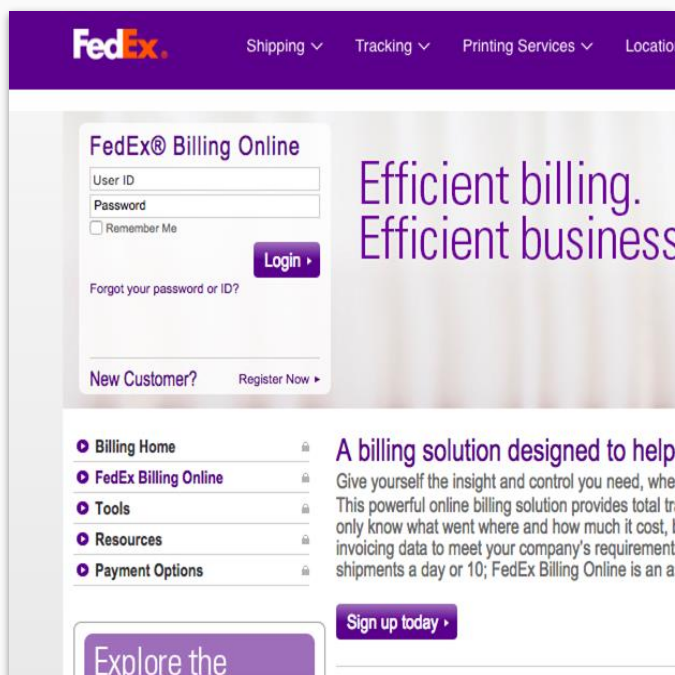 FedEx.
Shipping
Tracking
Printing Services
FedEx® Billing Online
User ID
Password
Remember Me
Login
Forgot your password or ID?
New Customer?
Register Now
Efficient billing.
Efficient business
Billing Home
FedEx Billing Online
Tools
Resources
Payment Options
Explore the
A billing solution designed to help
Give yourself the insight and control you need,
This powerful online billing solution provides total
only know what went where and how much it cost,
invoicing data to meet your company's
shipments a day or 10; FedEx Billing Online is an
Sign up today